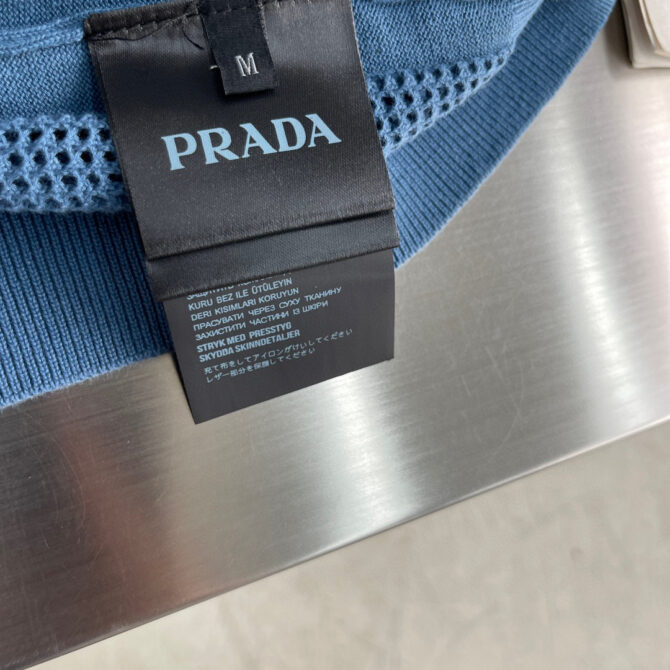 M
PRADA
KURU BEZ ILE ÜTÜLEYIN
DERI KISIMLARI KORUYUN
ПРАСУВАТИ ЧЕРЕЗ СУХУ ТКАНИНУ
ЗАХИСТИТИ ЧАСТИНИ ІЗ ШКІРИ
STRYK MED PRESSTYG
SKYDDA SKINNDETALJER
当て布をしてアイロンがけしてください
レザー部分を保護してください